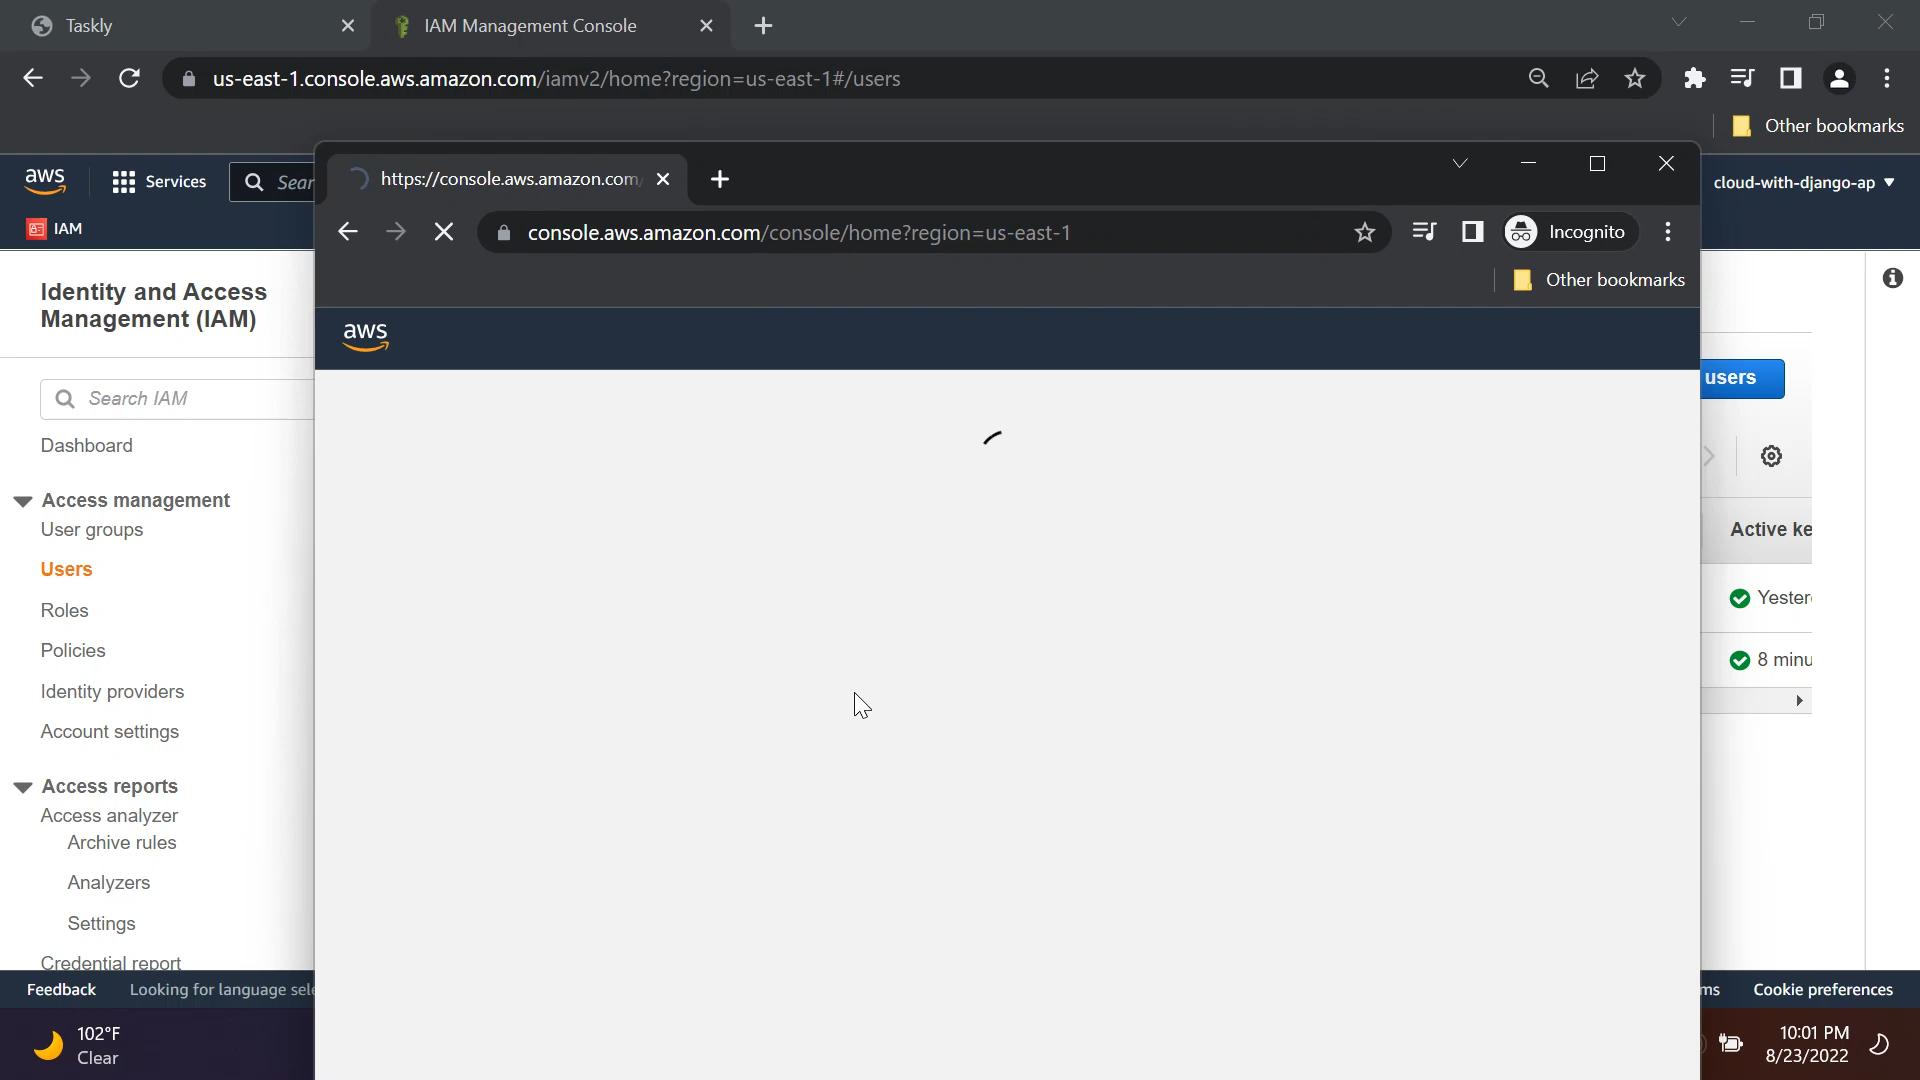 Taskly
IAM Management Console
us-east-1.console.aws.amazon.com/iamv2/home?region=us-east-1#/users
Other bookmarks
aws
Services
Sear
cloud-with-django-ap
IAM
https://console.aws.amazon.com/
console.aws.amazon.com/console/home?region=us-east-1
Incognito
Other bookmarks
aws
Identity and Access
Management (IAM)
users
Search IAM
Dashboard
Access management
User groups
Users
Roles
Policies
Identity providers
Account settings
Access reports
Access analyzer
Archive rules
Analyzers
Settings
Credential report
Active ke
Yester
8 minu
Feedback
Looking for language sele
ms
Cookie preferences
102°F
Clear
10:01 PM
8/23/2022